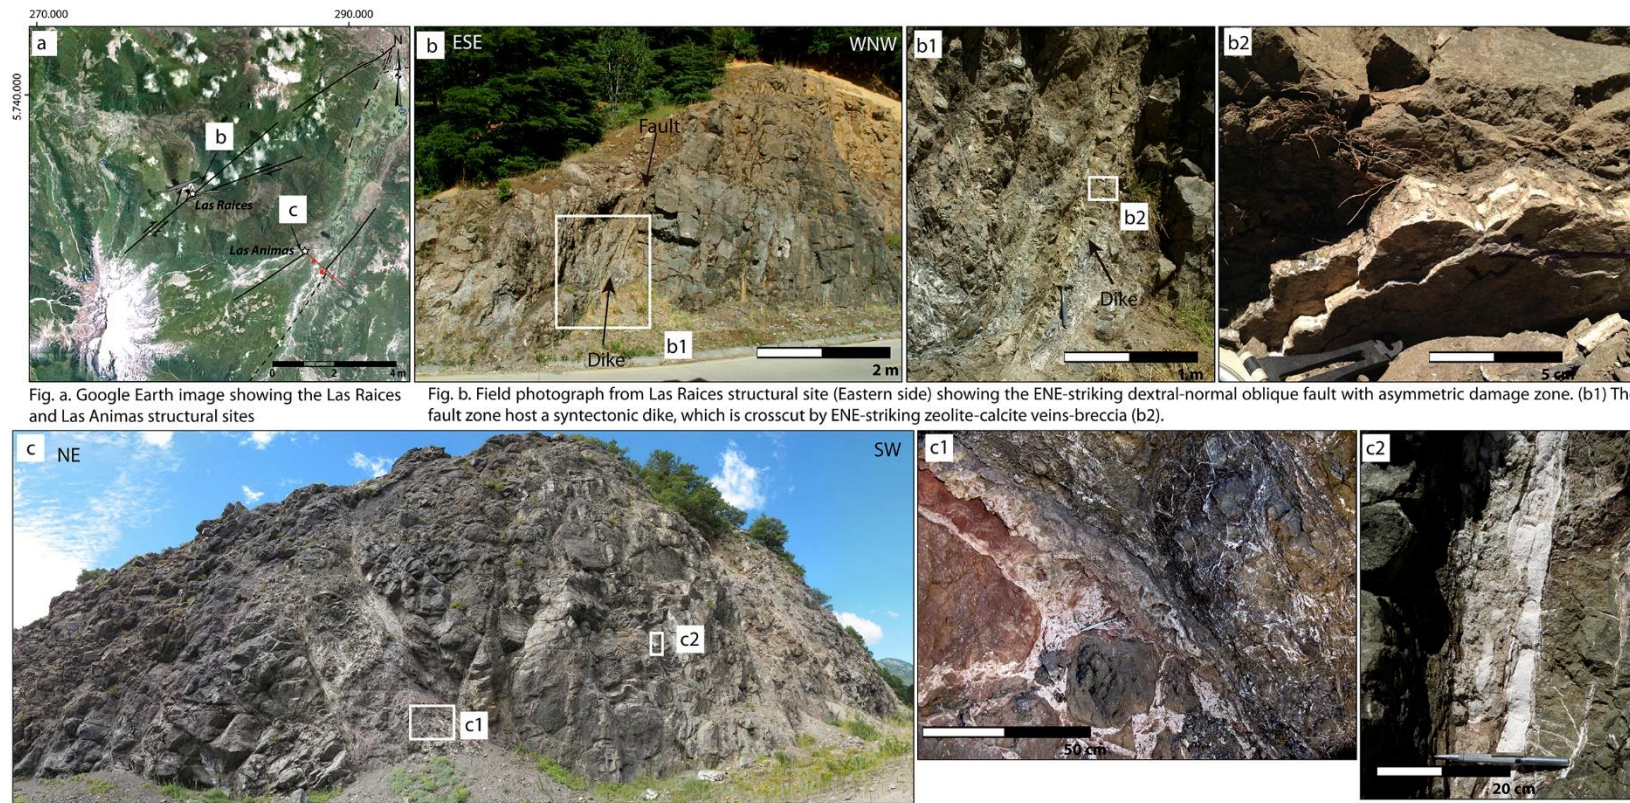 270.000
290.000
5.740.000
a
N
b
Las Raices
c
Las Animas
0 2 4 m
b
ESE
WNW
Fault
Dike
b1
2 m
b1
b2
Dike
1 m
b2
5 cm
Fig. a. Google Earth image showing the Las Raices
and Las Animas structural sites
Fig. b. Field photograph from Las Raices structural site (Eastern side) showing the ENE-striking dextral-normal oblique fault with asymmetric damage zone. (b1) The
fault zone host a syntectonic dike, which is crosscut by ENE-striking zeolite-calcite veins-breccia (b2).
c
NE
SW
c2
c1
c1
50 cm
c2
20 cm